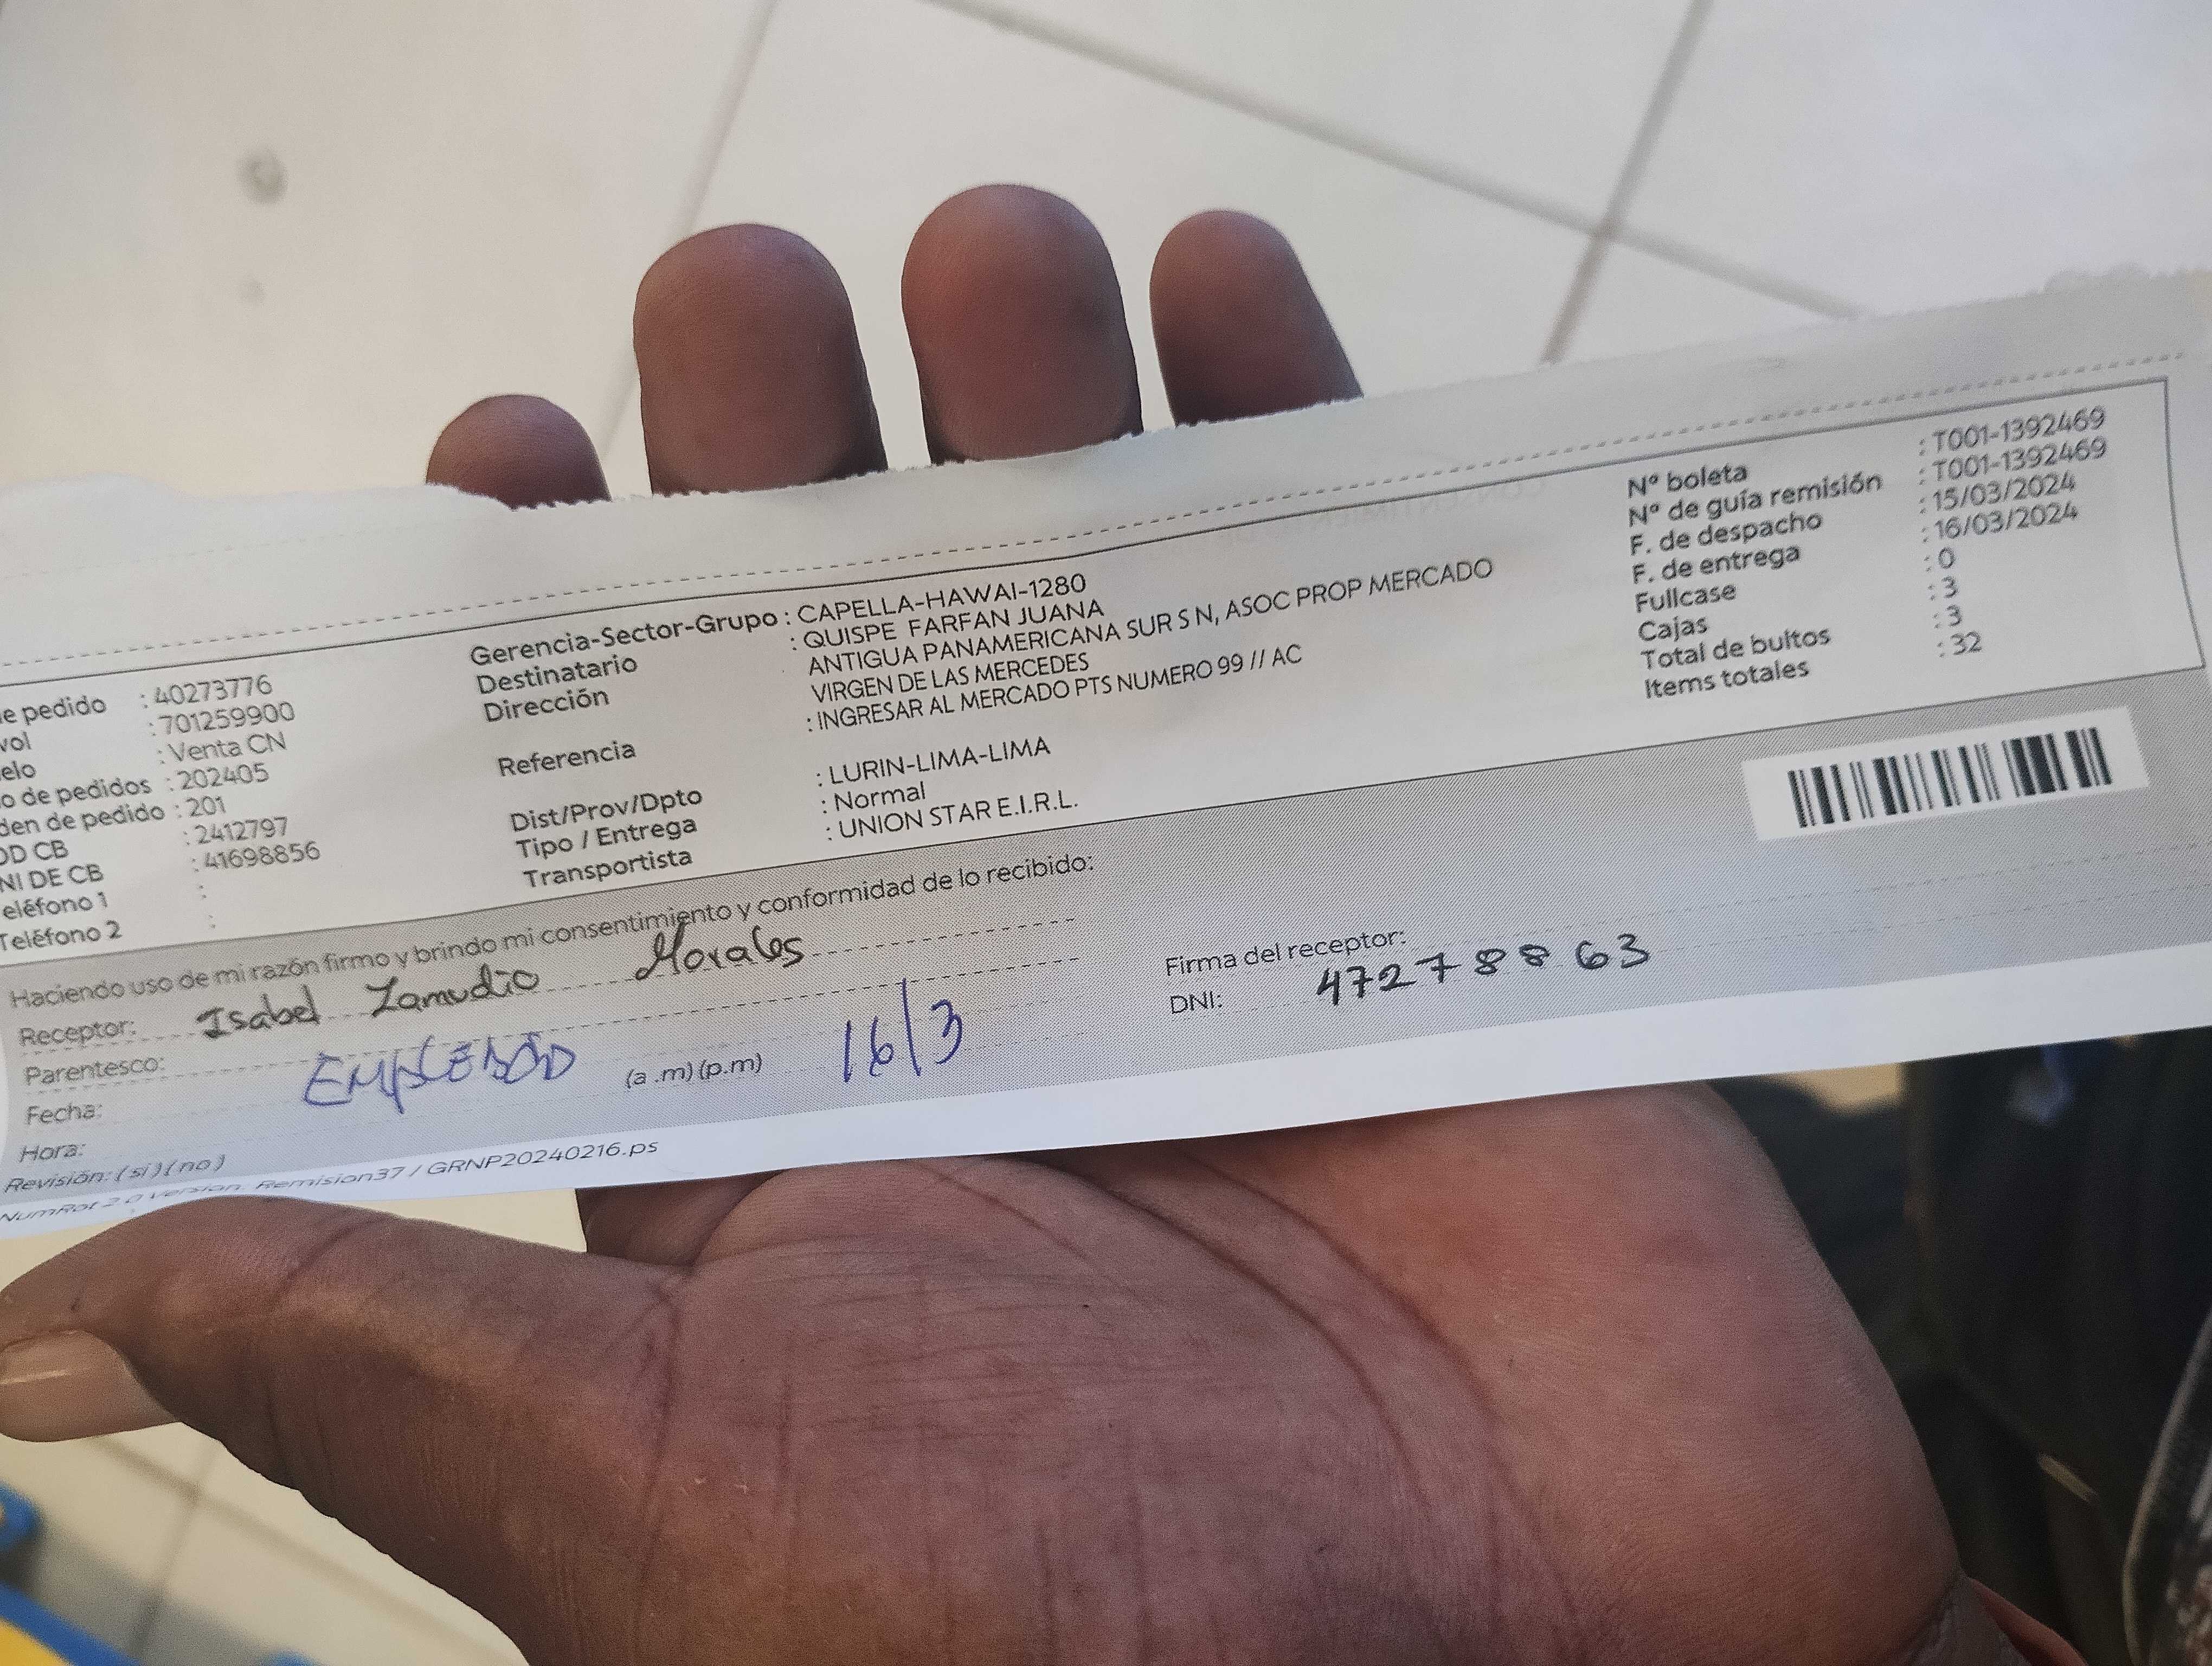 e pedido : 40273776
vol : 701259900
elo : Venta CN
o de pedidos : 202405
den de pedido : 201
OD CB : 2412797
NI DE CB : 41698856
eléfono 1 :
Teléfono 2 :
Gerencia-Sector-Grupo : CAPELLA-HAWAI-1280
Destinatario : QUISPE FARFAN JUANA
Dirección ANTIGUA PANAMERICANA SUR S N, ASOC PROP MERCADO
VIRGEN DE LAS MERCEDES
Referencia : INGRESAR AL MERCADO PTS NUMERO 99 // AC
Dist/Prov/Dpto : LURIN-LIMA-LIMA
Tipo / Entrega : Normal
Transportista : UNION STAR E.I.R.L.
Nº boleta : T001-1392469
Nº de guía remisión : T001-1392469
F. de despacho : 15/03/2024
F. de entrega : 16/03/2024
Fullcase : 0
Cajas : 3
Total de bultos : 3
Items totales : 32
Haciendo uso de mi razón firmo y brindo mi consentimiento y conformidad de lo recibido:
Receptor: Isabel Zamudio Morales
Parentesco: EMPLEADO
Fecha: (a .m) (p.m) 16/3
Hora:
Revisión: (si) (no)
Firma del receptor:
DNI: 47278863
NumRot 2.0 Version. Remision37 / GRNP20240216.ps